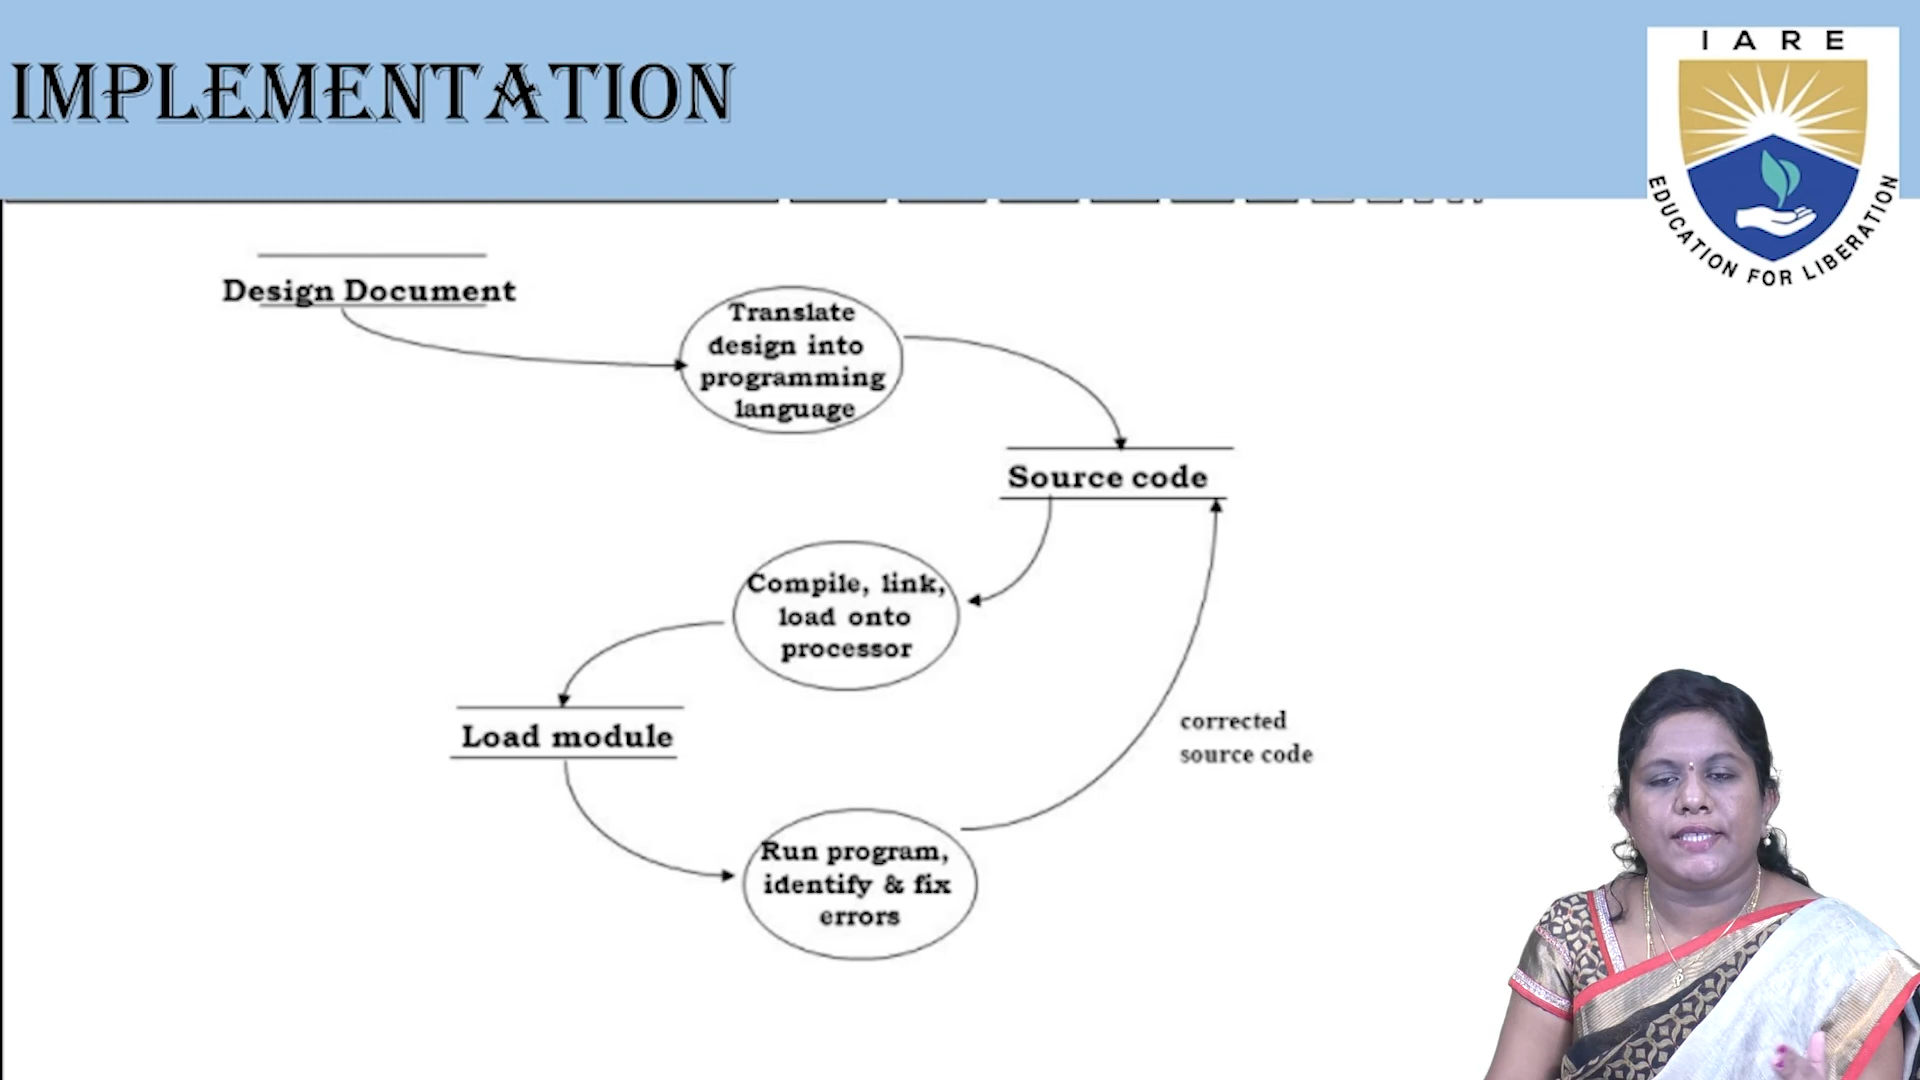 IMPLEMENTATION
I A R E
EDUCATION FOR LIBERATION
Design Document
Translate
design into
programming
language
Source code
Compile, link,
load onto
processor
Load module
corrected
source code
Run program,
identify & fix
errors